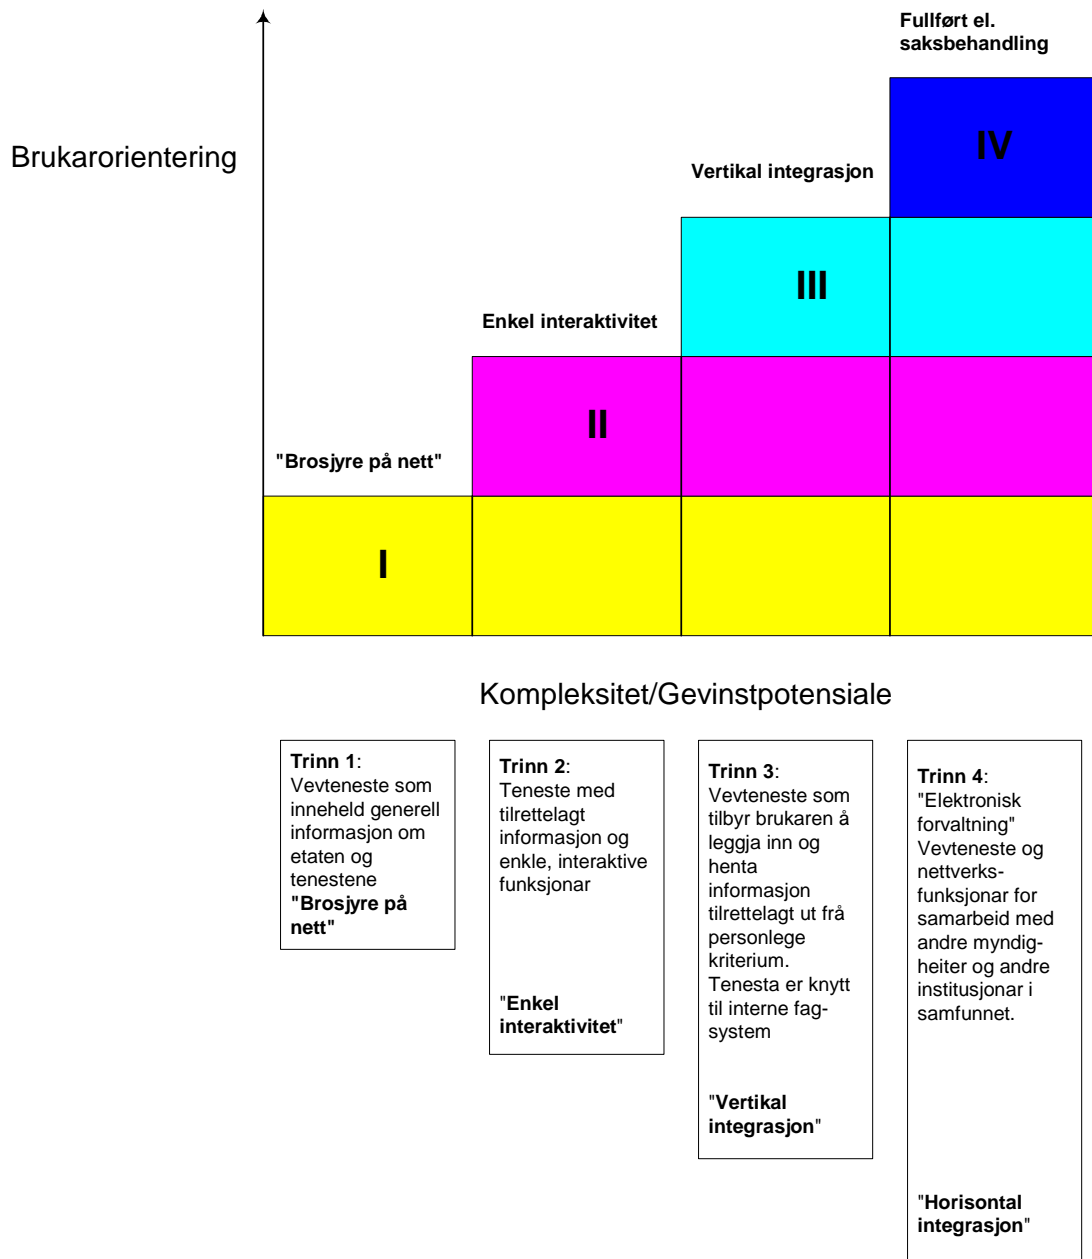 Fullført el.
saksbehandling
Brukarorientering
IV
Vertikal integrasjon
III
Enkel interaktivitet
II
"Brosjyre på nett"
I
Kompleksitet/Gevinstpotensiale
Trinn 1:
Vevteneste som
inneheld generell
informasjon om
etaten og
tenestene
"Brosjyre på
nett"
Trinn 2:
Teneste med
tilrettelagt
informasjon og
enkle, interaktive
funksjonar
"Enkel
interaktivitet"
Trinn 3:
Vevteneste som
tilbyr brukaren å
leggja inn og
henta
informasjon
tilrettelagt ut frå
personlege
kriterium.
Tenesta er knytt
til interne fag-
system
"Vertikal
integrasjon"
Trinn 4:
"Elektronisk
forvaltning"
Vevteneste og
nettverks-
funksjonar for
samarbeid med
andre myndig-
heiter og andre
institusjonar i
samfunnet.
"Horisontal
integrasjon"